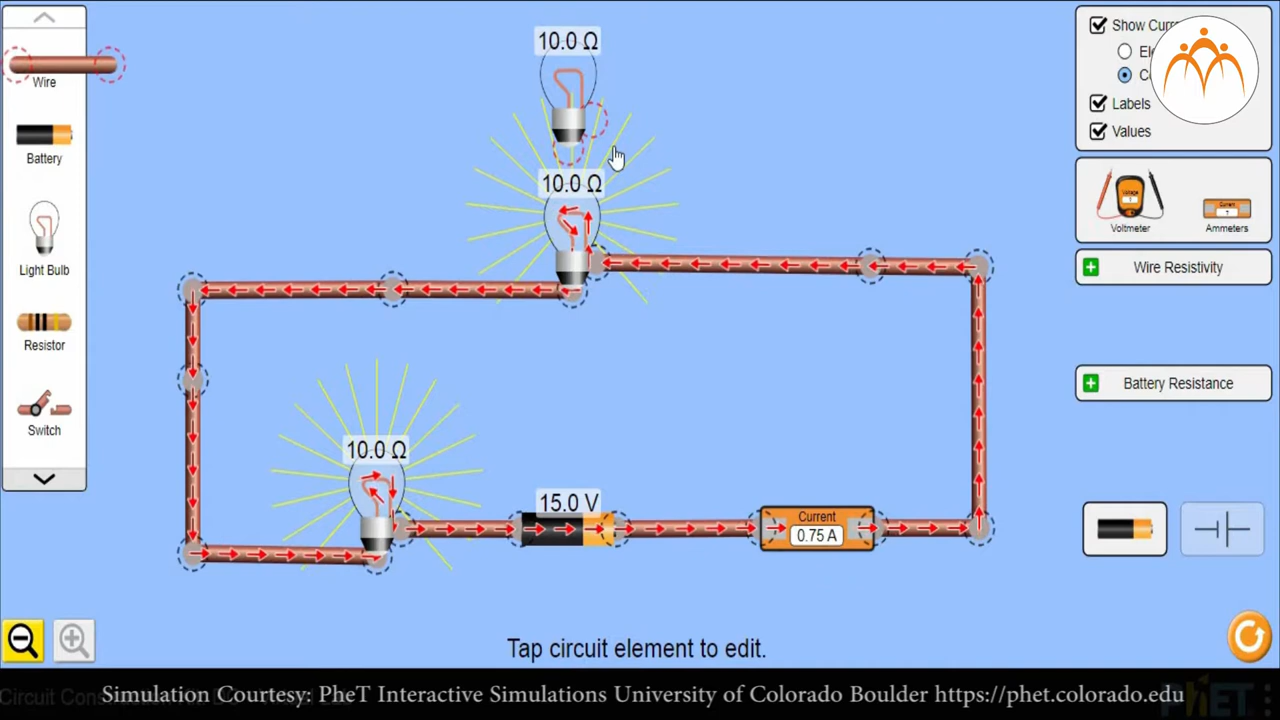 10.0 Ω
Show
Wire
Labels
Values
Battery
10.0 Ω
Voltmeter
Ammeters
Light Bulb
Wire Resistivity
Resistor
Battery Resistance
Switch
10.0 Ω
15.0 V
Current
0.75 A
Tap circuit element to edit.
Simulation Courtesy: PheT Interactive Simulations University of Colorado Boulder https://phet.colorado.edu